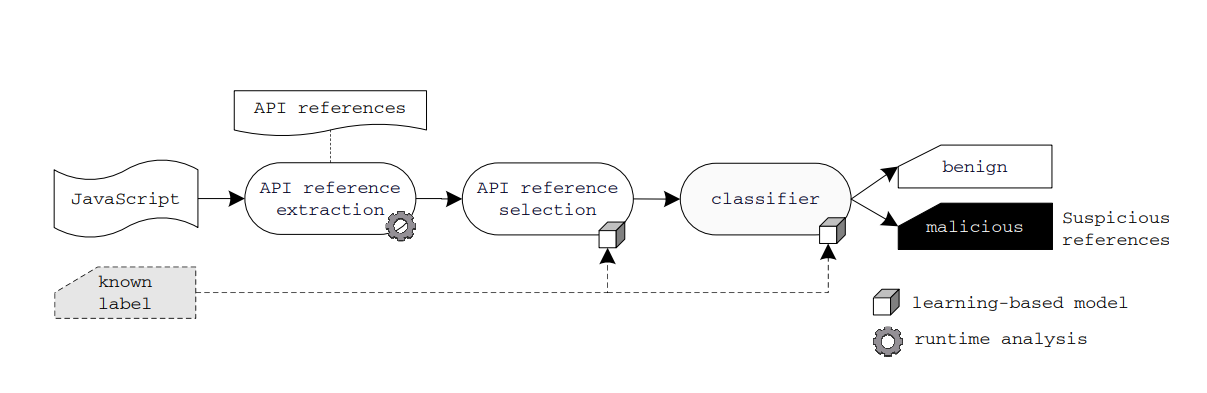 API references
JavaScript
API reference
extraction
API reference
selection
classifier
benign
malicious
Suspicious
references
known
label
learning-based model
runtime analysis